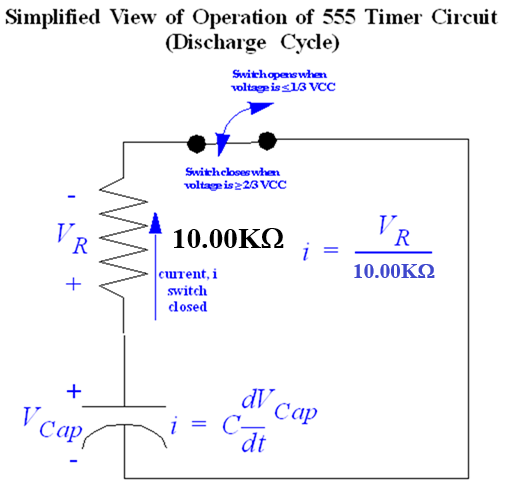 Simplified View of Operation of 555 Timer Circuit
(Discharge Cycle)
Switch opens when
voltage is ≤1/3 VCC
Switch closes when
voltage is ≥2/3 VCC
-
V_R
+
10.00KΩ
current, i
switch
closed
i = V_R / 10.00KΩ
+
V_Cap
-
i = C dV_Cap / dt